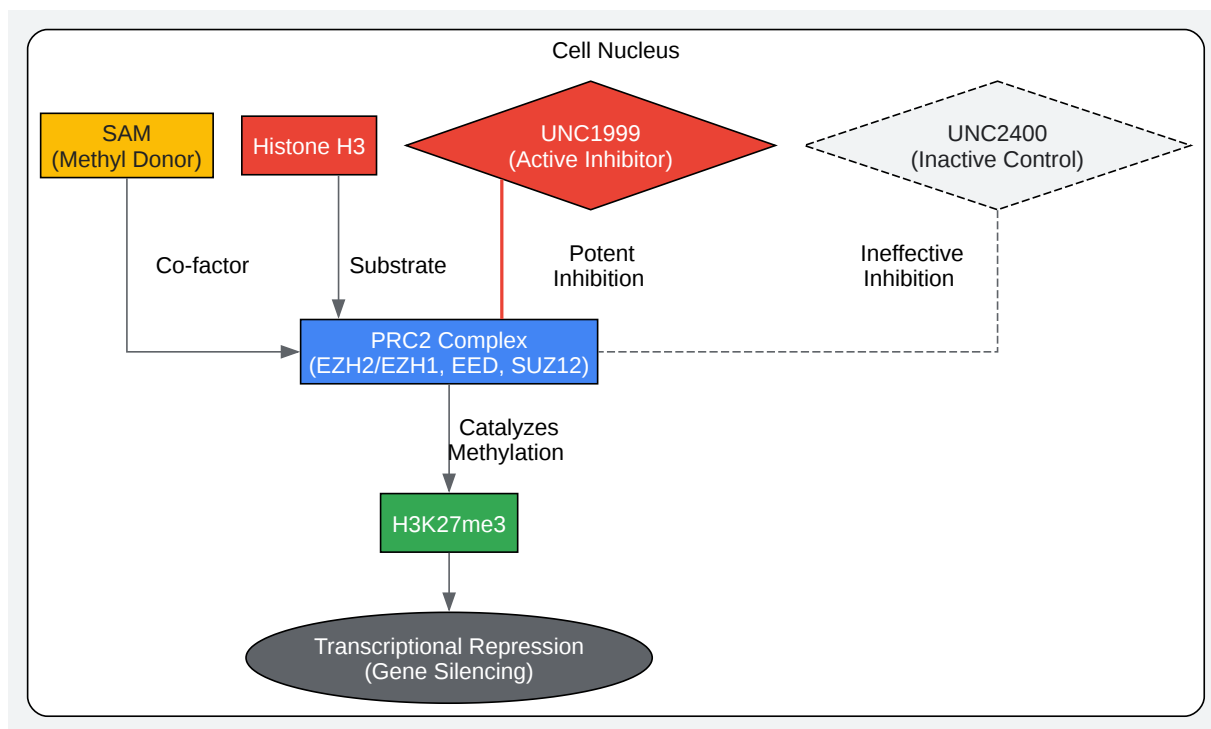 Cell Nucleus
SAM
(Methyl Donor)
Histone H3
UNC1999
(Active Inhibitor)
UNC2400
(Inactive Control)
Co-factor
Substrate
Potent
Inhibition
Ineffective
Inhibition
PRC2 Complex
(EZH2/EZH1, EED, SUZ12)
Catalyzes
Methylation
H3K27me3
Transcriptional Repression
(Gene Silencing)